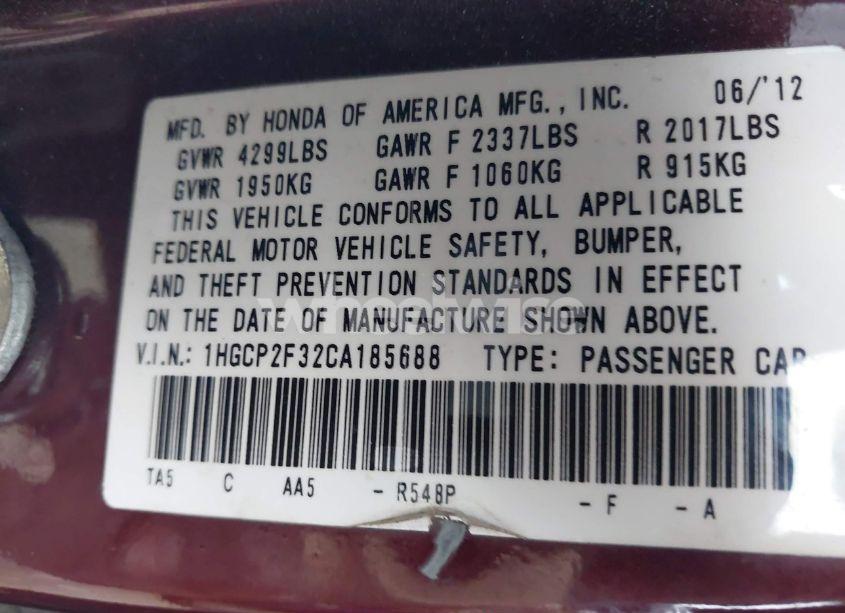 MFD. BY HONDA OF AMERICA MFG., INC. 06/'12
GVWR 4299LBS GAWR F 2337LBS R 2017LBS
GVWR 1950KG GAWR F 1060KG R 915KG
THIS VEHICLE CONFORMS TO ALL APPLICABLE
FEDERAL MOTOR VEHICLE SAFETY, BUMPER,
AND THEFT PREVENTION STANDARDS IN EFFECT
wheelwise
ON THE DATE OF MANUFACTURE SHOWN ABOVE.
V.I.N.: 1HGCP2F32CA185688 TYPE: PASSENGER CAR
TA5 C AA5 - R548P - F - A